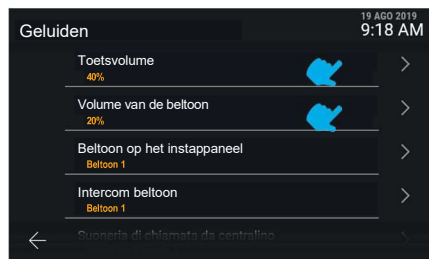 19 AGO 2019
Geluiden
9:18 AM
Toetsvolume
40%
Volume van de beltoon
20%
Beltoon op het instappaneel
Beltoon 1
Intercom beltoon
Beltoon 1
Suoneria di chiamata da centralino